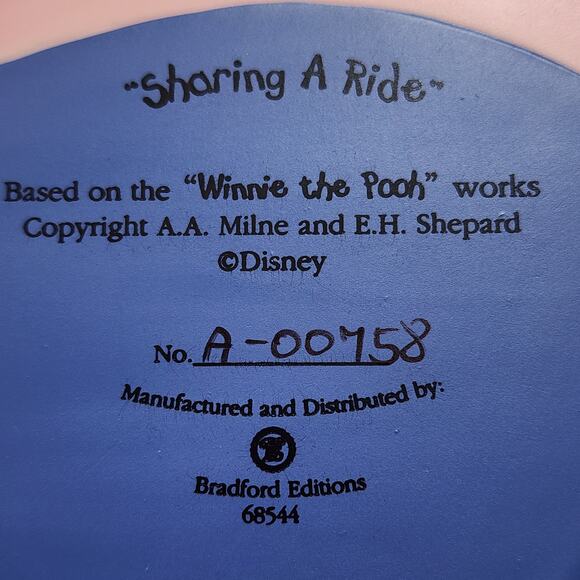 "Sharing A Ride"
Based on the "Winnie the Pooh" works
Copyright A.A. Milne and E.H. Shepard
©Disney
No. A-00758
Manufactured and Distributed by:
Bradford Editions
68544